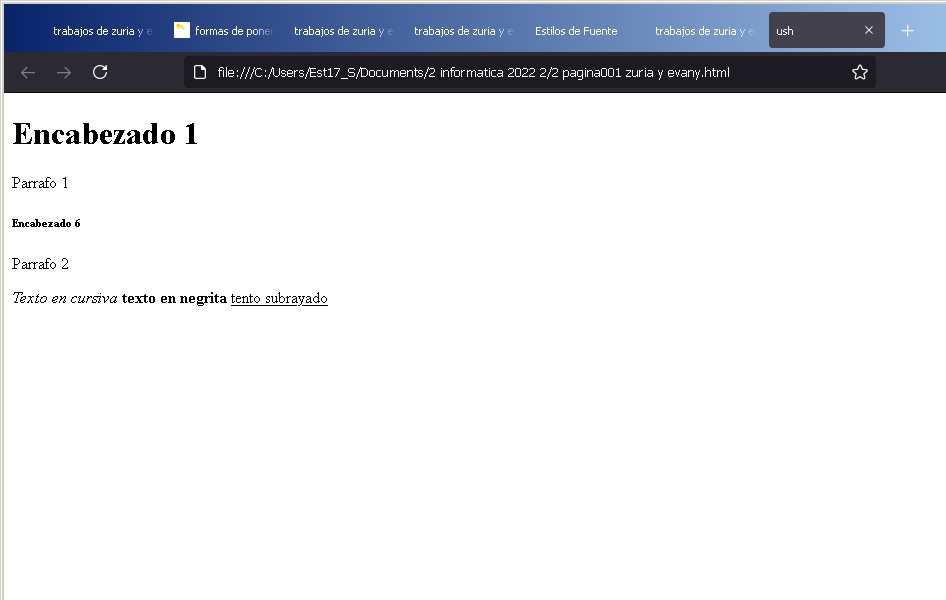 trabajos de zuria y e
formas de poner
trabajos de zuria y e
trabajos de zuria y e
Estilos de Fuente
trabajos de zuria y e
ush
file:///C:/Users/Est17_S/Documents/2 informatica 2022 2/2 pagina001 zuria y evany.html
Encabezado 1
Parrafo 1
Encabezado 6
Parrafo 2
Texto en cursiva texto en negrita tento subrayado